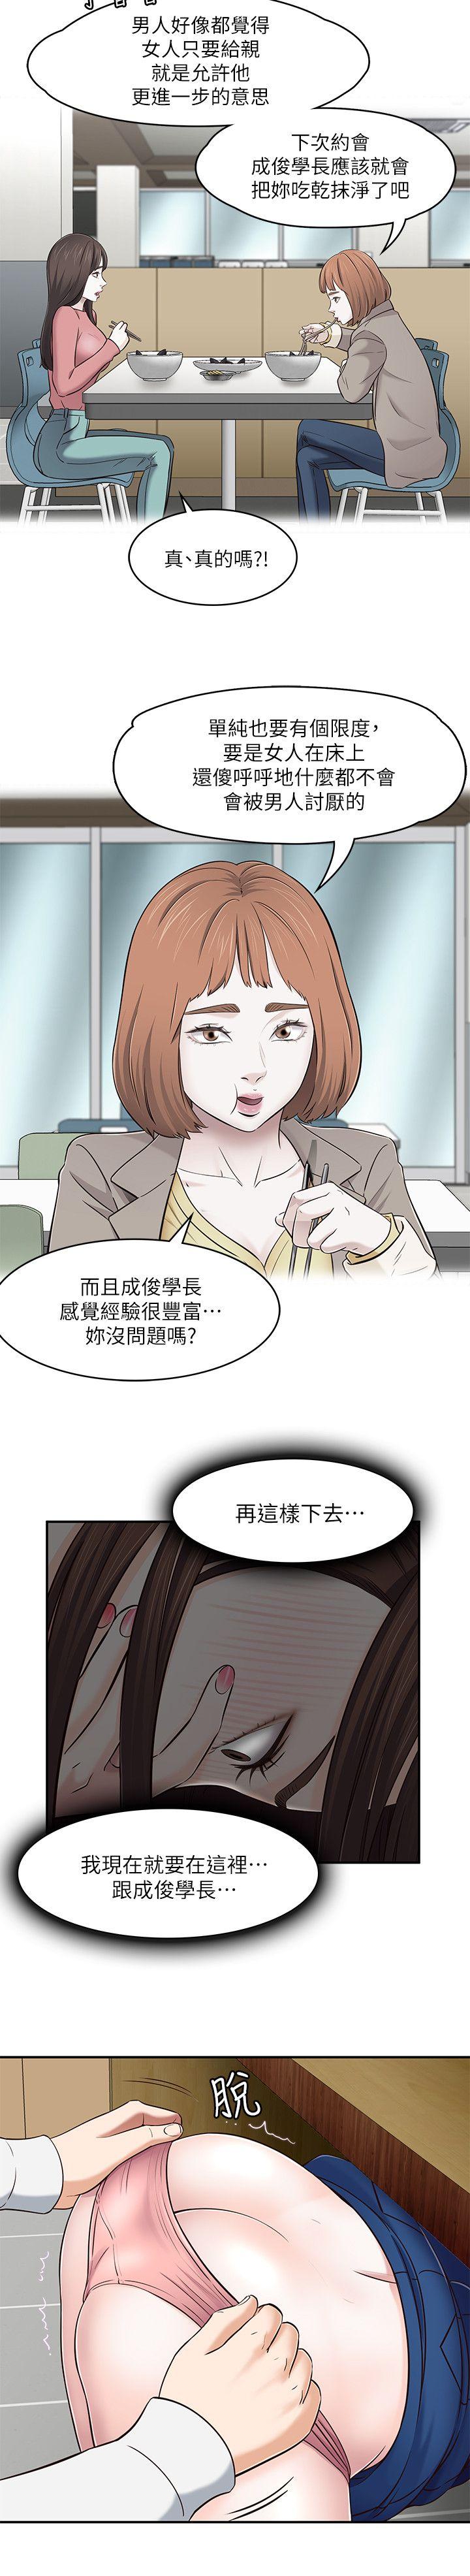 男人好像都覺得
女人只要給親
就是允許他
更進一步的意思
下次約會
成俊學長應該就會
把妳吃乾抹淨了吧
真、真的嗎?!
單純也要有個限度,
要是女人在床上
還傻呼呼地什麼都不會
會被男人討厭的
而且成俊學長
感覺經驗很豐富…
妳沒問題嗎?
再這樣下去…
我現在就要在這裡…
跟成俊學長…
脫